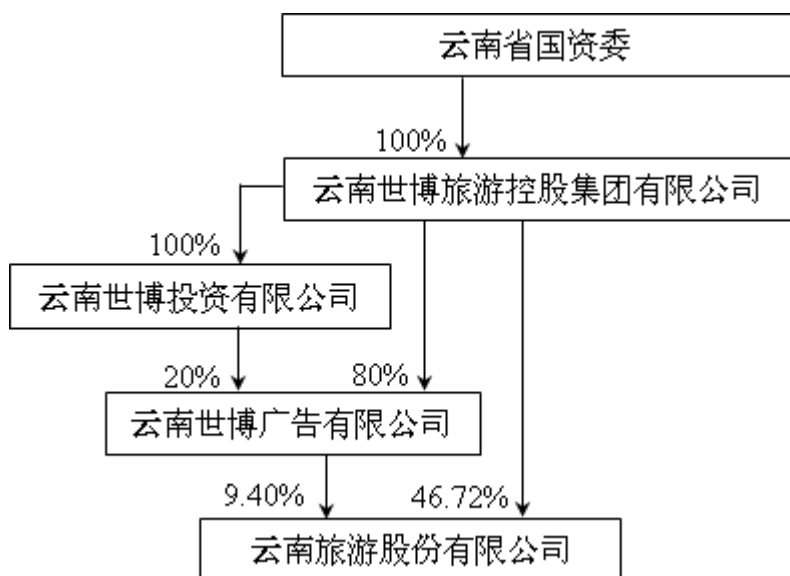 云南省国资委
100%
云南世博旅游控股集团有限公司
100%
云南世博投资有限公司
20%
80%
云南世博广告有限公司
9.40%
46.72%
云南旅游股份有限公司